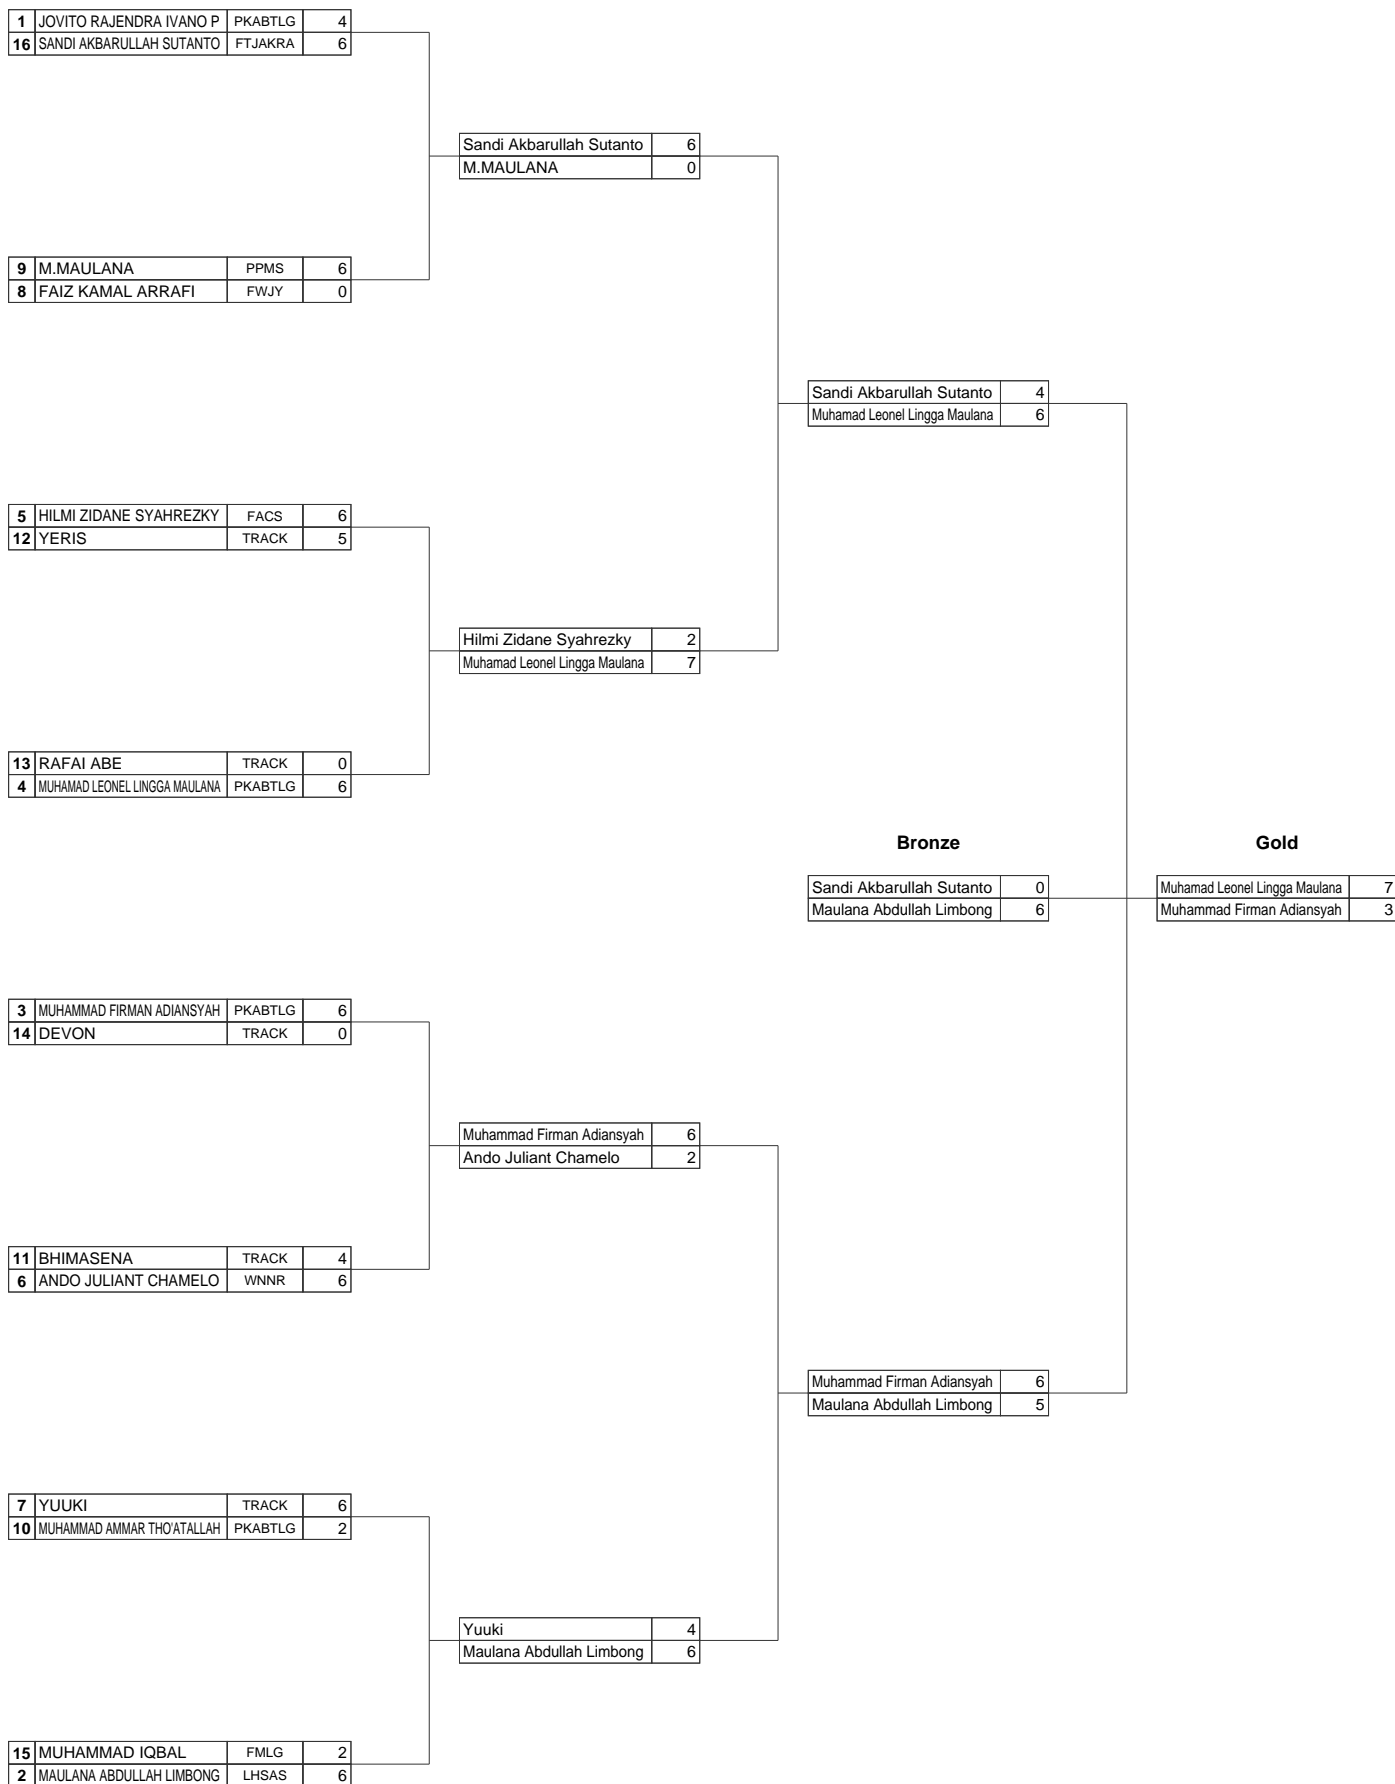 1 JOVITO RAJENDRA IVANO P PKABTLG 4
16 SANDI AKBARULLAH SUTANTO FTJAKRA 6
Sandi Akbarullah Sutanto 6
M.MAULANA 0
9 M.MAULANA PPMS 6
8 FAIZ KAMAL ARRAFI FWJY 0
Sandi Akbarullah Sutanto 4
Muhamad Leonel Lingga Maulana 6
5 HILMI ZIDANE SYAHREZKY FACS 6
12 YERIS TRACK 5
Hilmi Zidane Syahrezky 2
Muhamad Leonel Lingga Maulana 7
13 RAFAI ABE TRACK 0
4 MUHAMAD LEONEL LINGGA MAULANA PKABTLG 6
Bronze Gold
Sandi Akbarullah Sutanto 0 Muhamad Leonel Lingga Maulana 7
Maulana Abdullah Limbong 6 Muhammad Firman Adiansyah 3
3 MUHAMMAD FIRMAN ADIANSYAH PKABTLG 6
14 DEVON TRACK 0
Muhammad Firman Adiansyah 6
Ando Juliant Chamelo 2
11 BHIMASENA TRACK 4
6 ANDO JULIANT CHAMELO WNNR 6
Muhammad Firman Adiansyah 6
Maulana Abdullah Limbong 5
7 YUUKI TRACK 6
10 MUHAMMAD AMMAR THO'ATALLAH PKABTLG 2
Yuuki 4
Maulana Abdullah Limbong 6
15 MUHAMMAD IQBAL FMLG 2
2 MAULANA ABDULLAH LIMBONG LHSAS 6